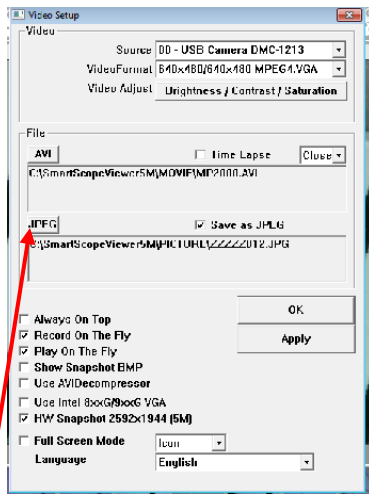 Video Setup
Video
Source 00 - USB Camera DMC-1213
VideoFormat 640x480/640x480 MPEG4.VGA
Video Adjust Brightness / Contrast / Saturation
File
AVI Time Lapse Close
C:\SmartScopeViewer5M\MOVIE\MP2000.AVI
JPEG Save as JPEG
C:\SmartScopeViewer5M\PICTURE\ZZZZZ012.JPG
OK
Always On Top
Record On The Fly
Apply
Play On The Fly
Show Snapshot BMP
Use AVIDecompressor
Use Intel 8xxG/9xxG VGA
HW Snapshot 2592x1944 (5M)
Full Screen Mode Icon
Language English